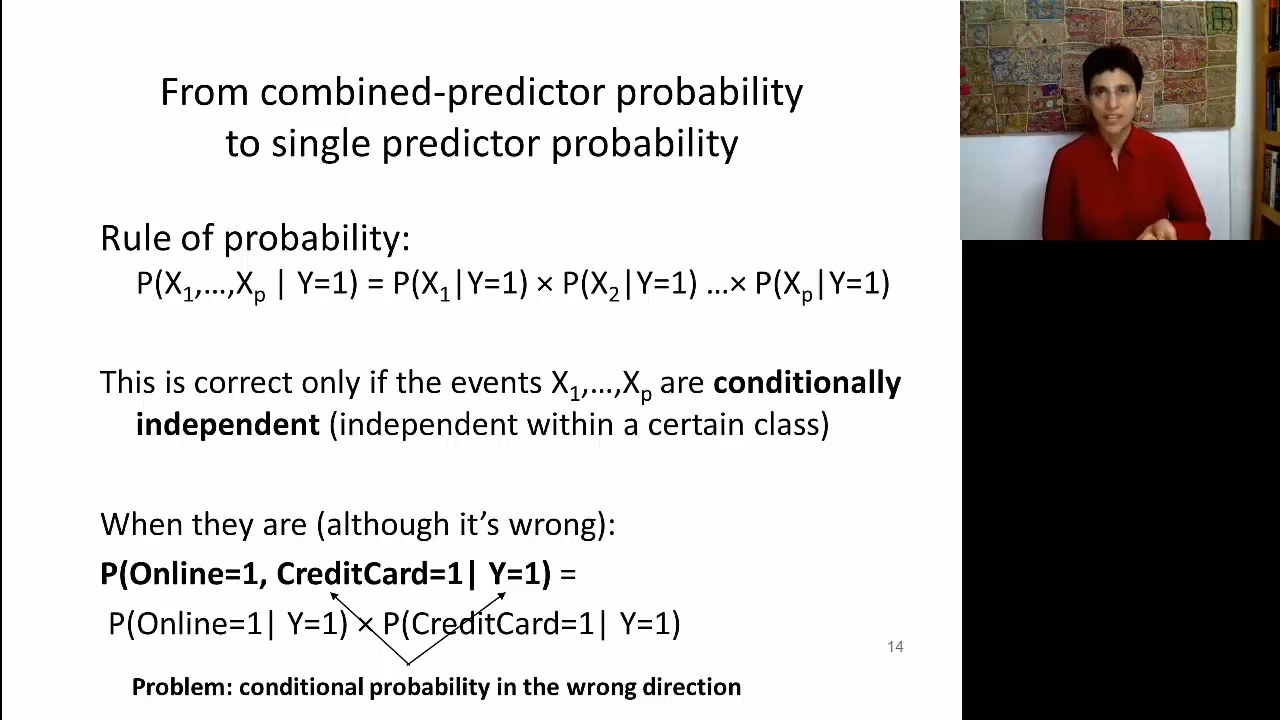 From combined-predictor probability
to single predictor probability
Rule of probability:
P(X₁,…,Xₚ | Y=1) = P(X₁|Y=1) × P(X₂|Y=1) …× P(Xₚ|Y=1)
This is correct only if the events X₁,…,Xₚ are conditionally
independent (independent within a certain class)
When they are (although it’s wrong):
P(Online=1, CreditCard=1| Y=1) =
P(Online=1| Y=1) × P(CreditCard=1| Y=1)
14
Problem: conditional probability in the wrong direction